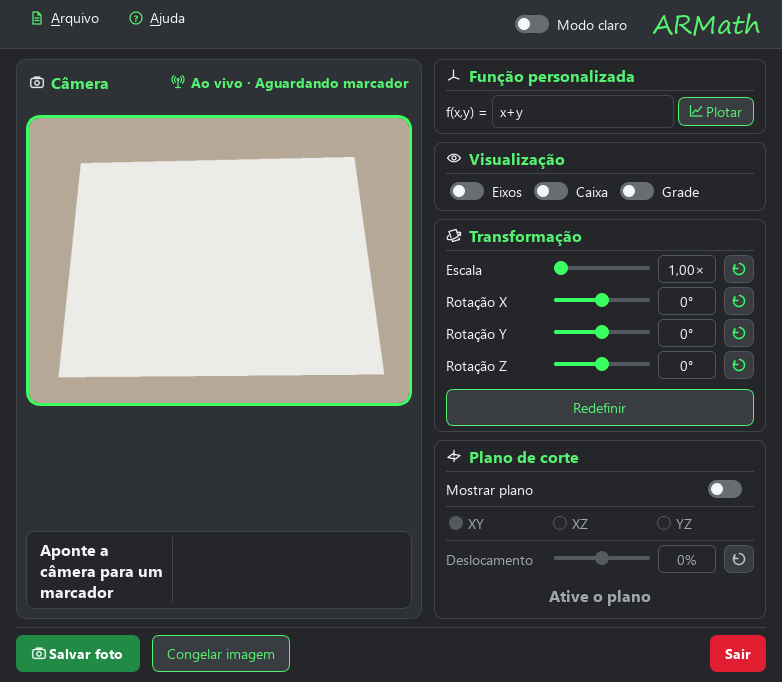 Arquivo
Ajuda
Modo claro
ARMath
Câmera
Ao vivo · Aguardando marcador
Aponte a
câmera para um
marcador
Função personalizada
f(x,y) =
x+y
Plotar
Visualização
Eixos
Caixa
Grade
Transformação
Escala
1,00×
Rotação X
0°
Rotação Y
0°
Rotação Z
0°
Redefinir
Plano de corte
Mostrar plano
XY
XZ
YZ
Deslocamento
0%
Ative o plano
Salvar foto
Congelar imagem
Sair